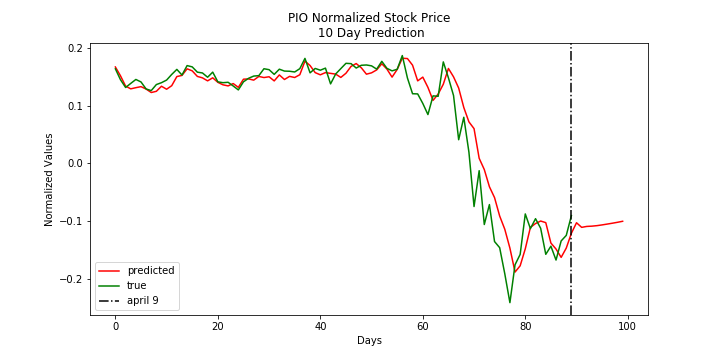 PIO Normalized Stock Price
10 Day Prediction
Normalized Values
0.2
0.1
0.0
−0.1
−0.2
0
20
40
60
80
100
Days
predicted
true
april 9